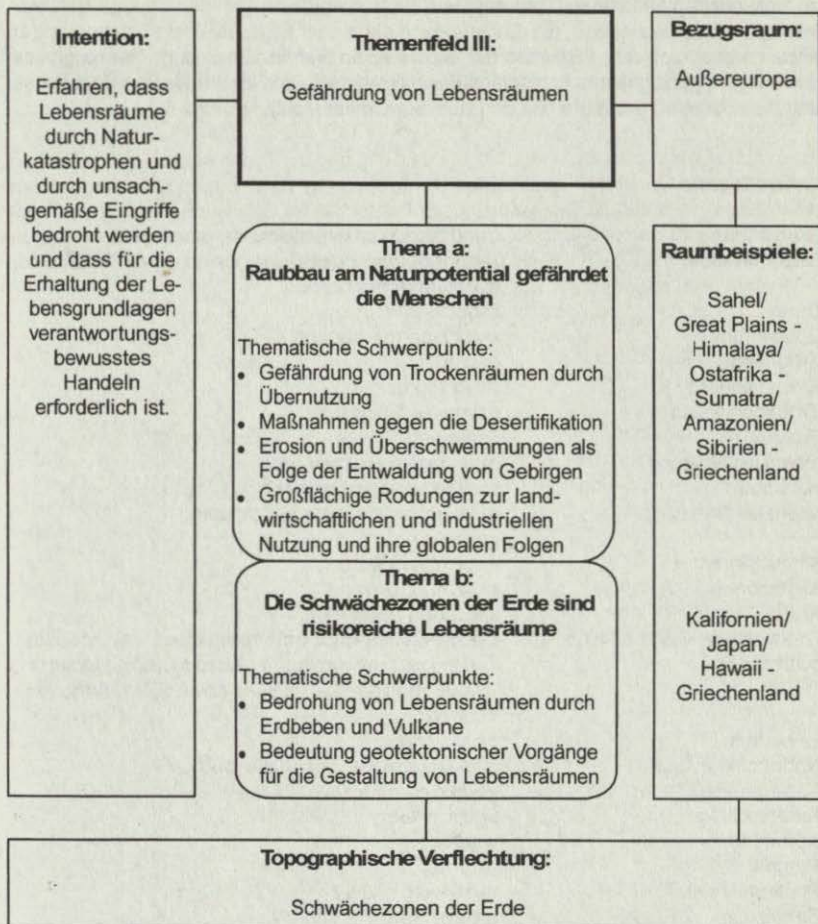 Intention:
Erfahren, dass
Lebensräume
durch Natur-
katastrophen und
durch unsach-
gemäße Eingriffe
bedroht werden
und dass für die
Erhaltung der Le-
bensgrundlagen
verantwortungs-
bewusstes
Handeln
erforderlich ist.
Themenfeld III:
Gefährdung von Lebensräumen
Bezugsraum:
Außereuropa
Thema a:
Raubbau am Naturpotential gefährdet
die Menschen
Thematische Schwerpunkte:
• Gefährdung von Trockenräumen durch
Übernutzung
• Maßnahmen gegen die Desertifikation
• Erosion und Überschwemmungen als
Folge der Entwaldung von Gebirgen
• Großflächige Rodungen zur land-
wirtschaftlichen und industriellen
Nutzung und ihre globalen Folgen
Raumbeispiele:
Sahel/
Great Plains -
Himalaya/
Ostafrika -
Sumatra/
Amazonien/
Sibirien -
Griechenland
Thema b:
Die Schwächezonen der Erde sind
risikoreiche Lebensräume
Thematische Schwerpunkte:
• Bedrohung von Lebensräumen durch
Erdbeben und Vulkane
• Bedeutung geotektonischer Vorgänge
für die Gestaltung von Lebensräumen
Kalifornien/
Japan/
Hawaii -
Griechenland
Topographische Verflechtung:
Schwächezonen der Erde